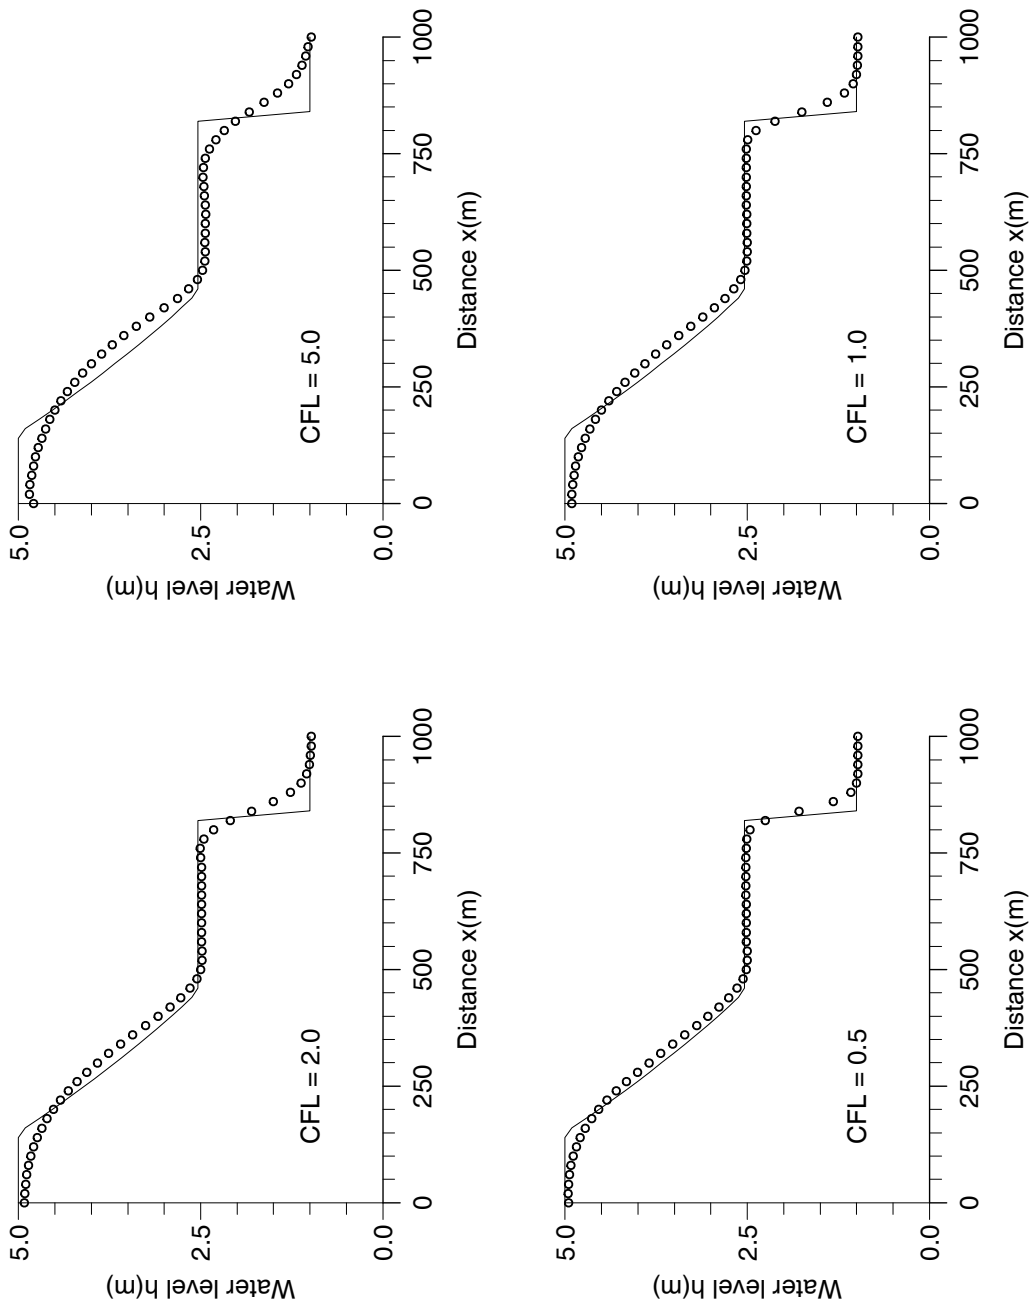 5.0
2.5
0.0
Water level h(m)
CFL = 2.0
0 250 500 750 1000
Distance x(m)
5.0
2.5
0.0
Water level h(m)
CFL = 5.0
0 250 500 750 1000
Distance x(m)
5.0
2.5
0.0
Water level h(m)
CFL = 0.5
0 250 500 750 1000
Distance x(m)
5.0
2.5
0.0
Water level h(m)
CFL = 1.0
0 250 500 750 1000
Distance x(m)